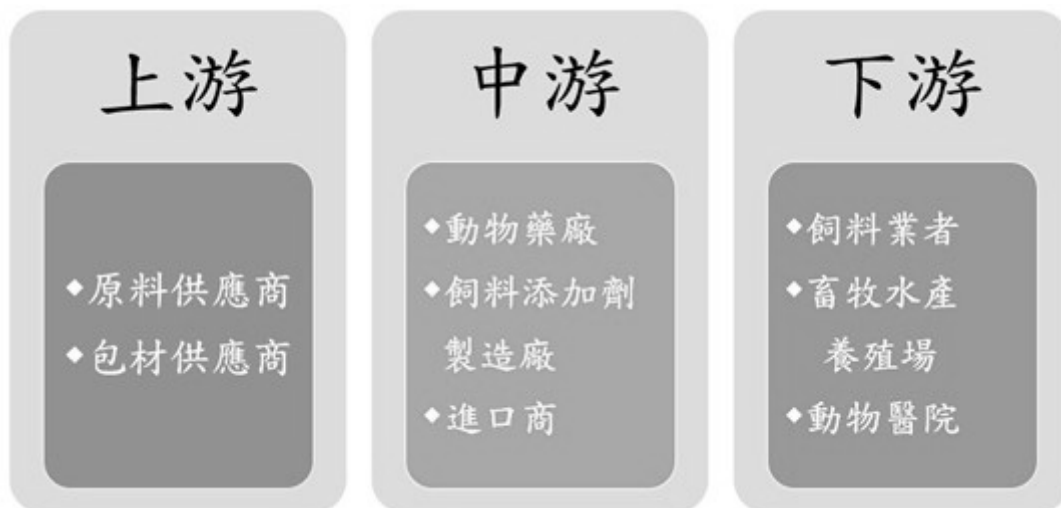 上游
◆原料供應商
◆包材供應商
中游
◆動物藥廠
◆飼料添加劑
製造廠
◆進口商
下游
◆飼料業者
◆畜牧水產
養殖場
◆動物醫院